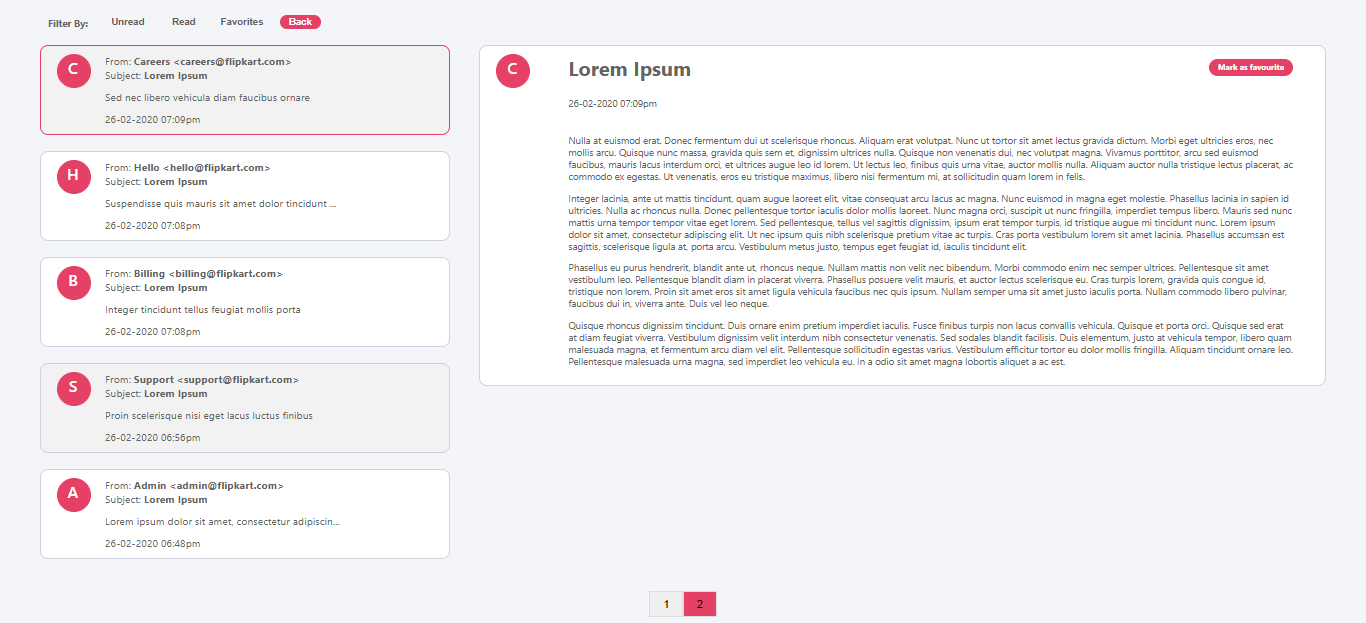 Filter By: Unread Read Favorites Back
C
From: Careers <careers@flipkart.com>
Subject: Lorem Ipsum
Sed nec libero vehicula diam faucibus ornare
26-02-2020 07:09pm
H
From: Hello <hello@flipkart.com>
Subject: Lorem Ipsum
Suspendisse quis mauris sit amet dolor tincidunt ...
26-02-2020 07:08pm
B
From: Billing <billing@flipkart.com>
Subject: Lorem Ipsum
Integer tincidunt tellus feugiat mollis porta
26-02-2020 07:08pm
S
From: Support <support@flipkart.com>
Subject: Lorem Ipsum
Proin scelerisque nisi eget lacus luctus finibus
26-02-2020 06:56pm
A
From: Admin <admin@flipkart.com>
Subject: Lorem Ipsum
Lorem ipsum dolor sit amet, consectetur adipiscin...
26-02-2020 06:48pm
C
Lorem Ipsum
Mark as favourite
26-02-2020 07:09pm
Nulla at euismod erat. Donec fermentum dui ut scelerisque rhoncus. Aliquam erat volutpat. Nunc ut tortor sit amet lectus gravida dictum. Morbi eget ultricies eros, nec
mollis arcu. Quisque nunc massa, gravida quis sem et, dignissim ultrices nulla. Quisque non venenatis dui, nec volutpat magna. Vivamus porttitor, arcu sed euismod
faucibus, mauris lacus interdum orci, et ultrices augue leo id lorem. Ut lectus leo, finibus quis urna vitae, auctor mollis nulla. Aliquam auctor nulla tristique lectus placerat, ac
commodo ex egestas. Ut venenatis, eros eu tristique maximus, libero nisi fermentum mi, at sollicitudin quam lorem in felis.
Integer lacinia, ante ut mattis tincidunt, quam augue laoreet elit, vitae consequat arcu lacus ac magna. Nunc euismod in magna eget molestie. Phasellus lacinia in sapien id
ultricies. Nulla ac rhoncus nulla. Donec pellentesque tortor iaculis dolor mollis laoreet. Nunc magna orci, suscipit ut nunc fringilla, imperdiet tempus libero. Mauris sed nunc
mattis urna tempor tempor vitae eget lorem. Sed pellentesque, tellus vel sagittis dignissim, ipsum erat tempor turpis, id tristique augue mi tincidunt nunc. Lorem ipsum
dolor sit amet, consectetur adipiscing elit. Ut nec ipsum quis nibh scelerisque pretium vitae ac turpis. Cras porta vestibulum lorem sit amet lacinia. Phasellus accumsan est
sagittis, scelerisque ligula at, porta arcu. Vestibulum metus justo, tempus eget feugiat id, iaculis tincidunt elit.
Phasellus eu purus hendrerit, blandit ante ut, rhoncus neque. Nullam mattis non velit nec bibendum. Morbi commodo enim nec semper ultrices. Pellentesque sit amet
vestibulum leo. Pellentesque blandit diam in placerat viverra. Phasellus posuere velit mauris, et auctor lectus scelerisque eu. Cras turpis lorem, gravida quis congue id,
tristique non lorem. Proin sit amet eros sit amet ligula vehicula faucibus nec quis ipsum. Nullam semper urna sit amet justo iaculis porta. Nullam commodo libero pulvinar,
faucibus dui in, viverra ante. Duis vel leo neque.
Quisque rhoncus dignissim tincidunt. Duis ornare enim pretium imperdiet iaculis. Fusce finibus turpis non lacus convallis vehicula. Quisque et porta orci. Quisque sed erat
at diam feugiat viverra. Vestibulum dignissim velit interdum nibh consectetur venenatis. Sed sodales blandit facilisis. Duis elementum, justo at vehicula tempor, libero quam
malesuada magna, et fermentum arcu diam vel elit. Pellentesque sollicitudin egestas varius. Vestibulum efficitur tortor eu dolor mollis fringilla. Aliquam tincidunt ornare leo.
Pellentesque malesuada urna magna, sed imperdiet leo vehicula eu. In a odio sit amet magna lobortis aliquet a ac est.
1 2